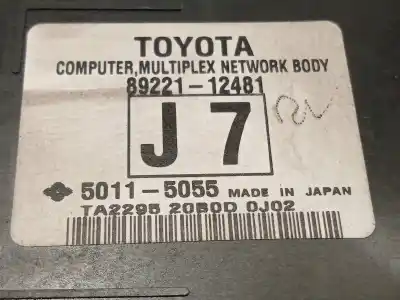 TOYOTA
COMPUTER,MULTIPLEX NETWORK BODY
89221-12481
J 7
5011-5055 MADE IN JAPAN
TA2295 20B0D 0J02